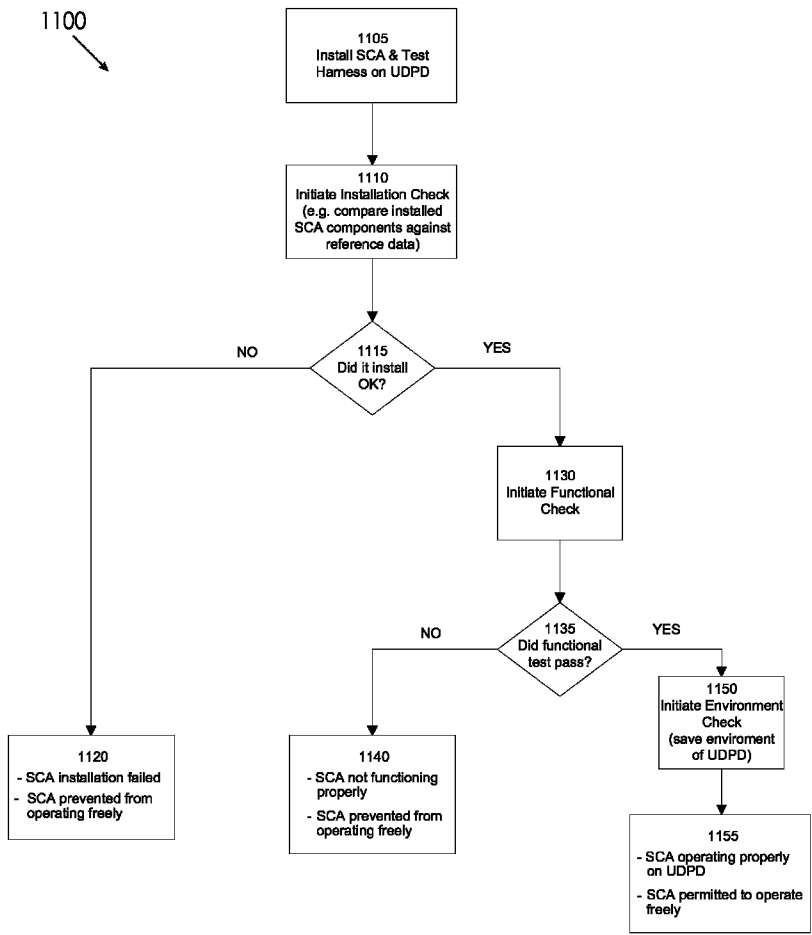 1100
1105
Install SCA & Test
Harness on UDPD
1110
Initiate Installation Check
(e.g. compare installed
SCA components against
reference data)
1115
Did it install
OK?
NO
YES
1130
Initiate Functional
Check
1135
Did functional
test pass?
NO
YES
1150
Initiate Environment
Check
(save enviroment
of UDPD)
1120
- SCA installation failed
- SCA prevented from
operating freely
1140
- SCA not functioning
properly
- SCA prevented from
operating freely
1155
- SCA operating properly
on UDPD
- SCA permitted to operate
freely